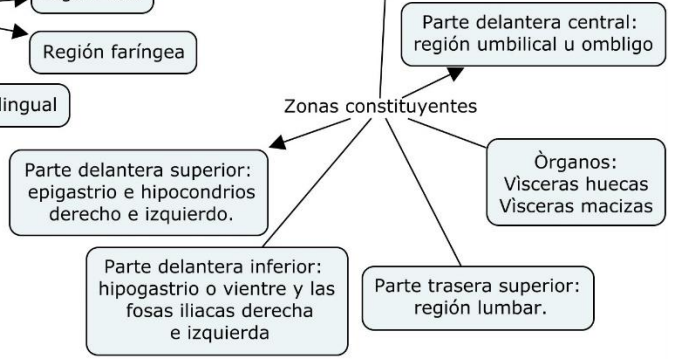 Parte delantera central:
región umbilical u ombligo
Región faríngea
lingual
Zonas constituyentes
Òrganos:
Vìsceras huecas
Vìsceras macizas
Parte delantera superior:
epigastrio e hipocondrios
derecho e izquierdo.
Parte delantera inferior:
hipogastrio o vientre y las
fosas iliacas derecha
e izquierda
Parte trasera superior:
región lumbar.